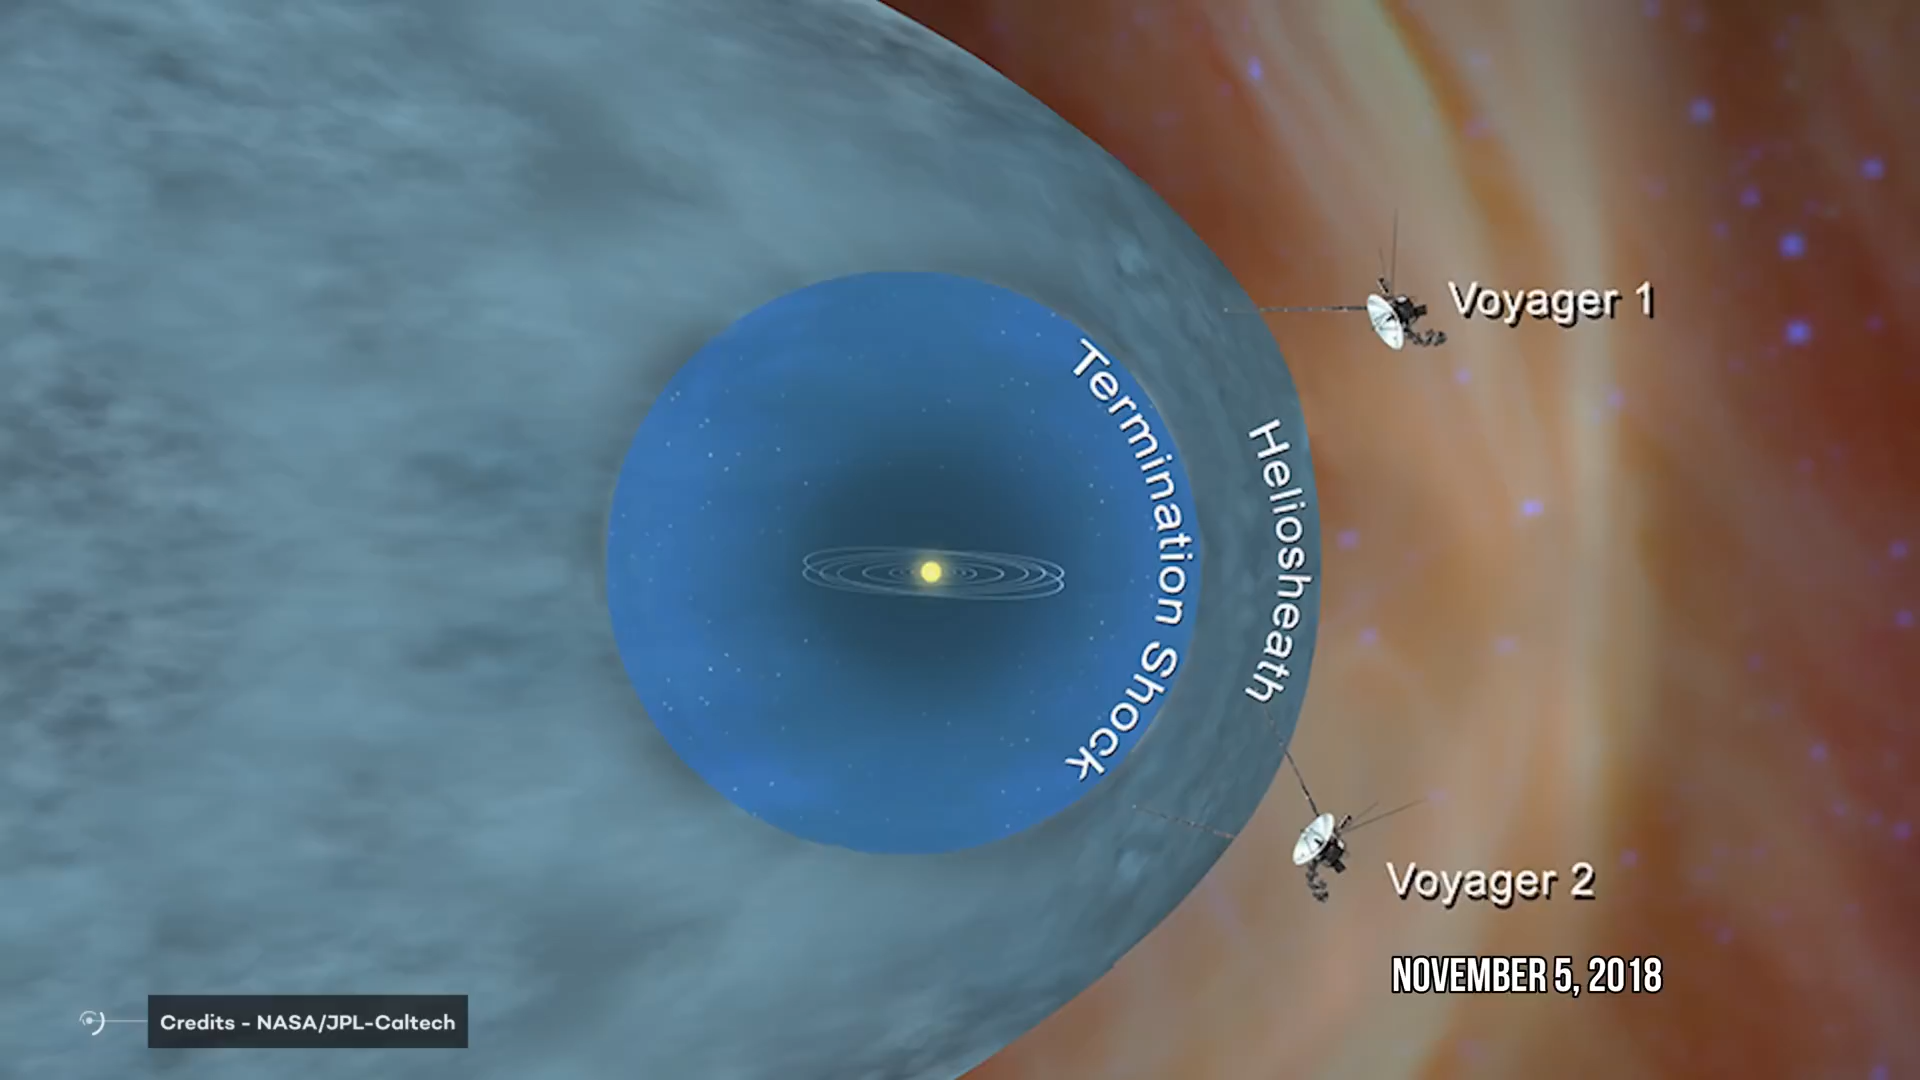 Voyager 1
Termination Shock
Heliosheath
Voyager 2
NOVEMBER 5, 2018
Credits - NASA/JPL-Caltech